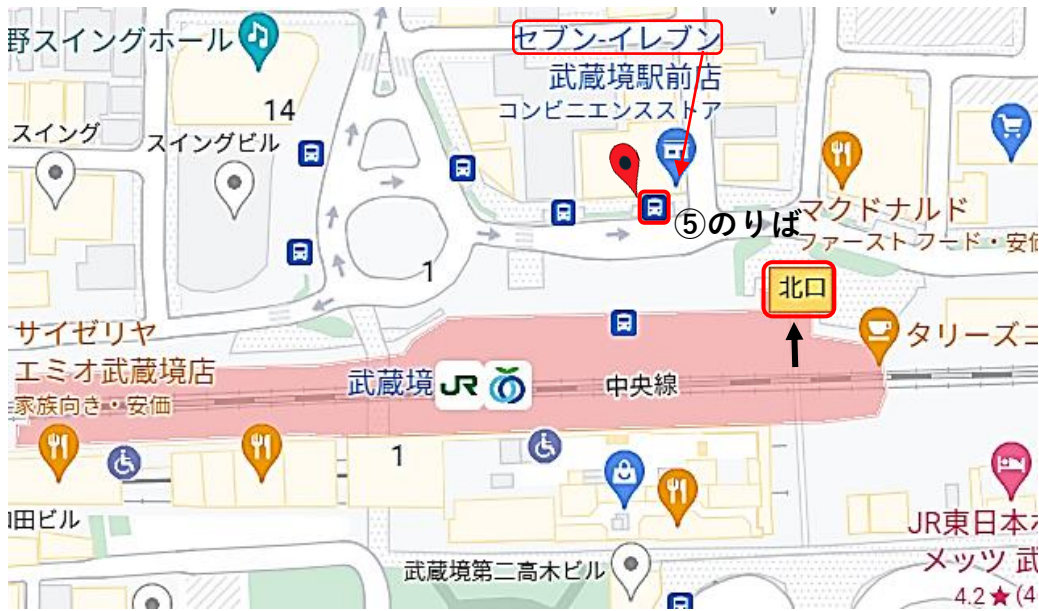 野スイングホール
セブン-イレブン
武蔵境駅前店
コンビニエンスストア
14
スイング
スイングビル
⑤のりば
マクドナルド
ファーストフード・安価
1
北口
サイゼリヤ
エミオ武蔵境店
家族向き・安価
武蔵境
JR
中央線
タリーズコ
1
田ビル
武蔵境第二高木ビル
JR東日本ホ
メッツ 武
4.2★(4